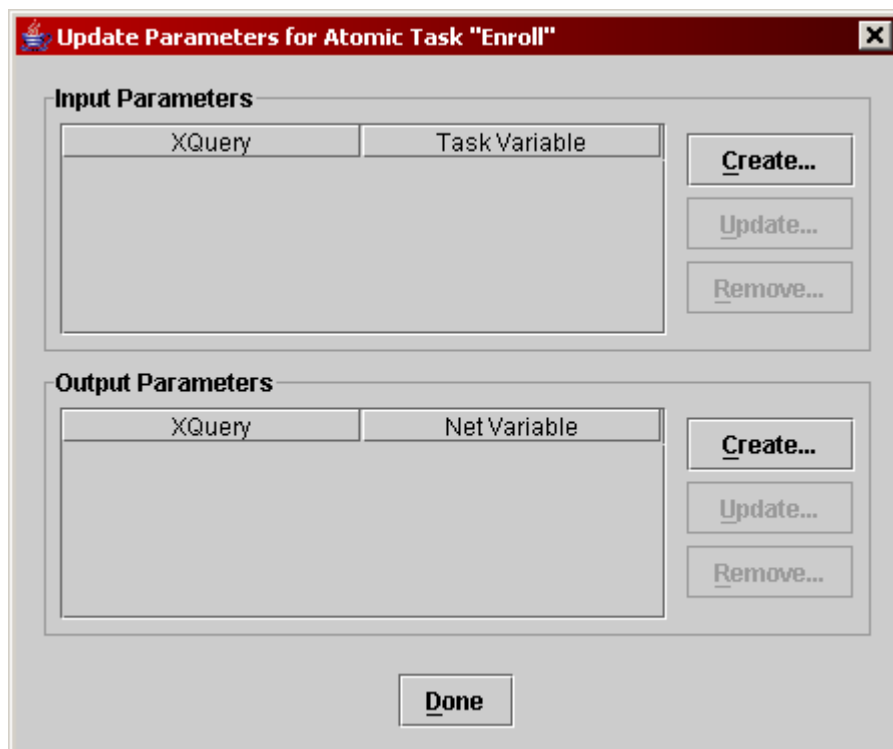 Update Parameters for Atomic Task "Enroll"
Input Parameters
XQuery Task Variable
Create...
Update...
Remove...
Output Parameters
XQuery Net Variable
Create...
Update...
Remove...
Done